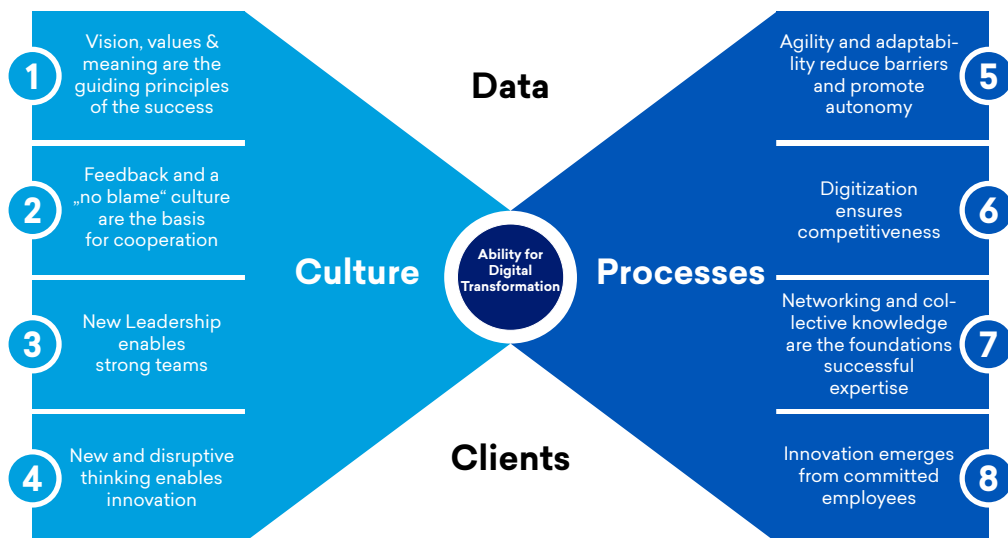 1
Vision, values &
meaning are the
guiding principles
of the success
2
Feedback and a
„no blame“ culture
are the basis
for cooperation
3
New Leadership
enables
strong teams
4
New and disruptive
thinking enables
innovation
Data
Culture
Ability for
Digital
Transformation
Processes
Clients
Agility and adaptabi-
lity reduce barriers
and promote
autonomy
5
Digitization
ensures
competitiveness
6
Networking and col-
lective knowledge
are the foundations
successful
expertise
7
Innovation emerges
from committed
employees
8